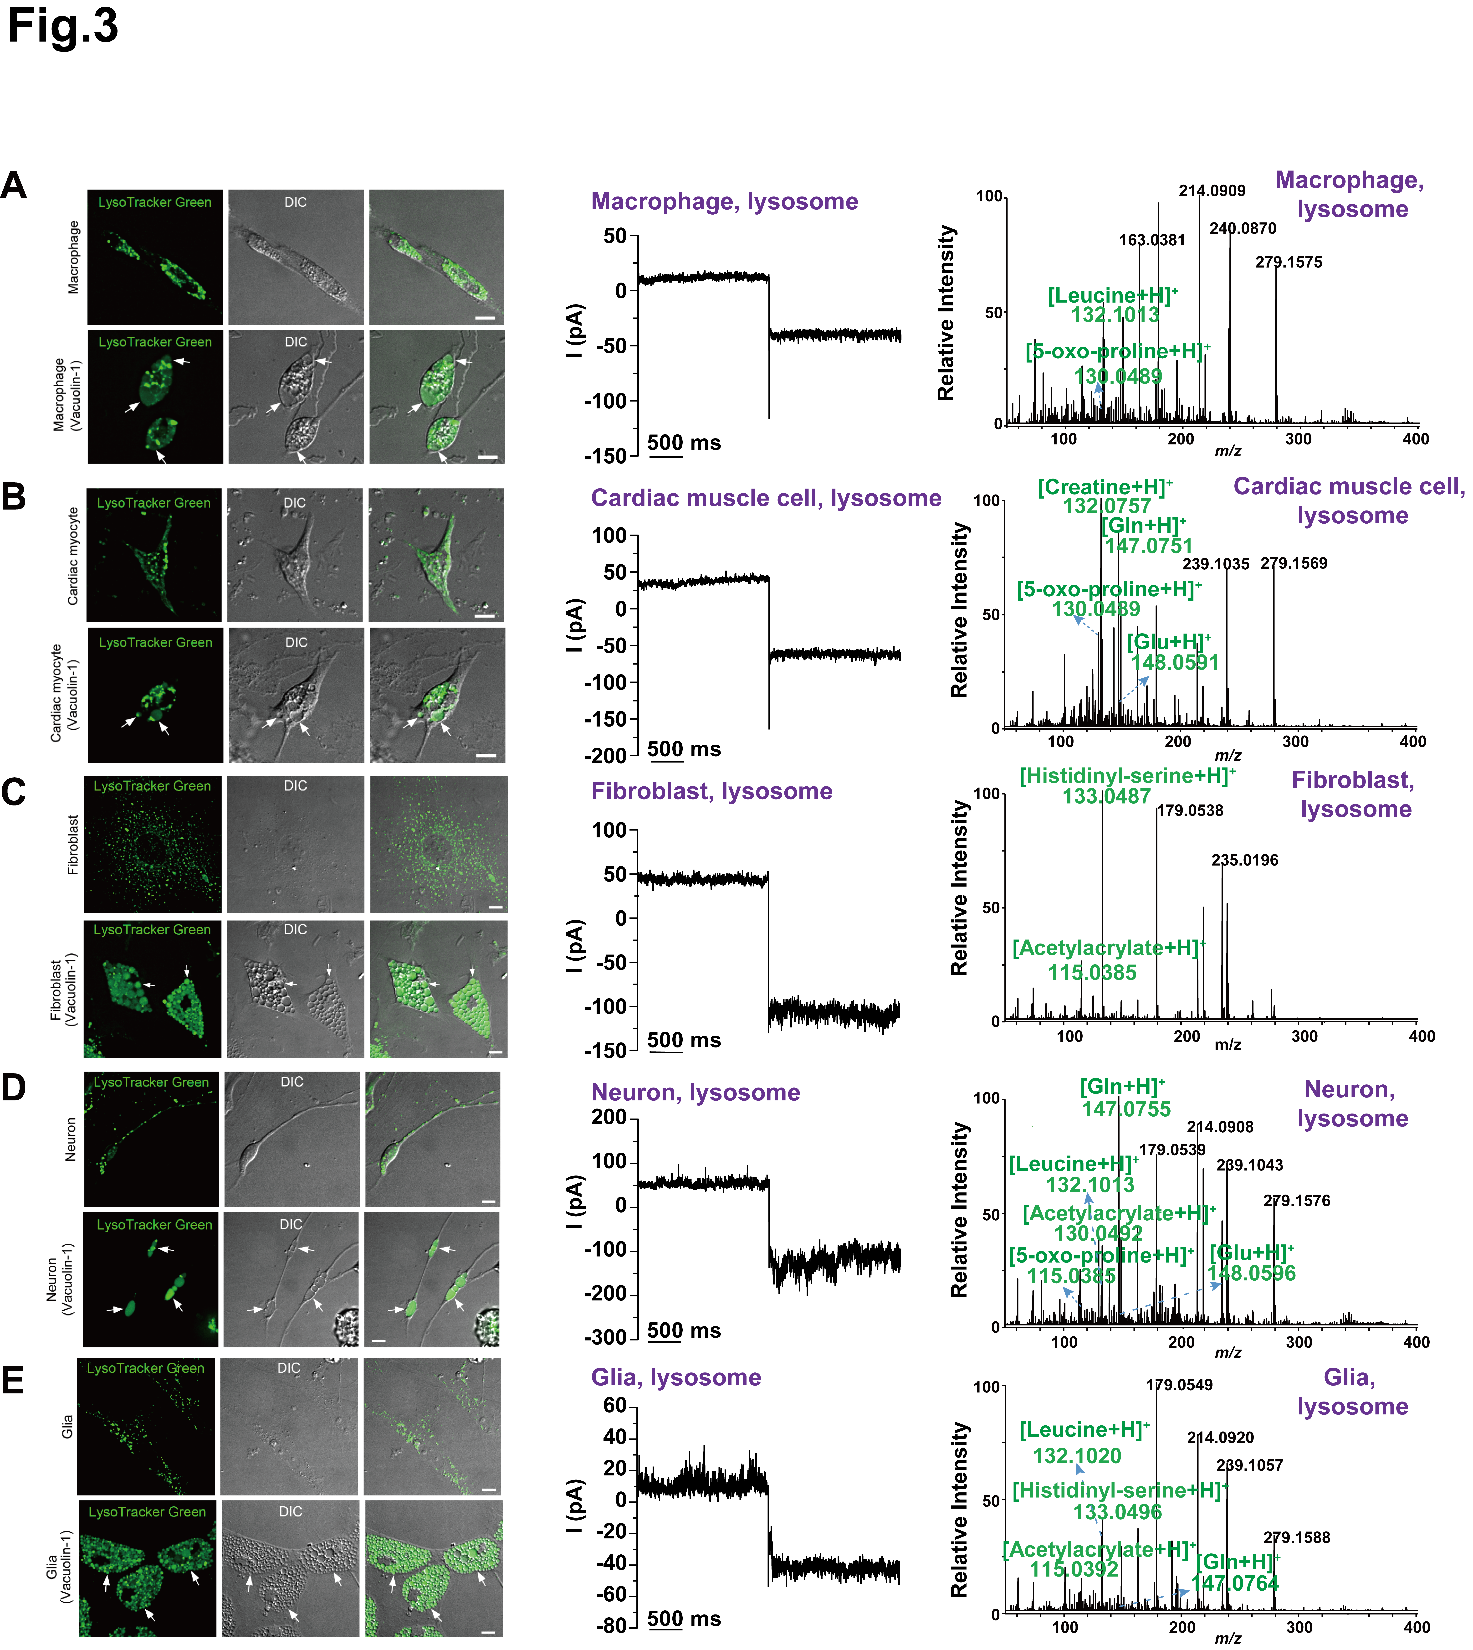 Fig.3
A
LysoTracker Green
DIC
Macrophage
LysoTracker Green
DIC
Macrophage
(Vacuolin-1)
Macrophage, lysosome
50
0
-50
-100
-150
I (pA)
500 ms
Macrophage,
lysosome
Relative Intensity
100
50
0
214.0909
163.0381
240.0870
279.1575
[Leucine+H]+
132.1013
[5-oxo-proline+H]+
130.0489
100
200
300
400
m/z
B
LysoTracker Green
DIC
Cardiac myocyte
LysoTracker Green
DIC
Cardiac myocyte
(Vacuolin-1)
Cardiac muscle cell, lysosome
100
50
0
-50
-100
-150
-200
I (pA)
500 ms
Cardiac muscle cell,
lysosome
Relative Intensity
100
50
0
[Creatine+H]+
132.0757
[Gln+H]+
147.0751
239.1035
279.1569
[5-oxo-proline+H]+
130.0489
[Glu+H]+
148.0591
100
200
300
400
m/z
C
LysoTracker Green
DIC
Fibroblast
LysoTracker Green
DIC
Fibroblast
(Vacuolin-1)
Fibroblast, lysosome
100
50
0
-50
-100
-150
I (pA)
500 ms
Fibroblast,
lysosome
Relative Intensity
100
50
0
[Histidinyl-serine+H]+
133.0487
179.0538
235.0196
[Acetylacrylate+H]+
115.0385
100
200
300
400
m/z
D
LysoTracker Green
DIC
Neuron
LysoTracker Green
DIC
Neuron
(Vacuolin-1)
Neuron, lysosome
200
100
0
-100
-200
-300
I (pA)
500 ms
Neuron,
lysosome
Relative Intensity
100
50
0
[Gln+H]+
147.0755
214.0908
179.0539
239.1043
[Leucine+H]+
132.1013
279.1576
[Acetylacrylate+H]+
130.0492
[5-oxo-proline+H]+
115.0385
[Glu+H]+
148.0596
100
200
300
400
m/z
E
LysoTracker Green
DIC
Glia
LysoTracker Green
DIC
Glia
(Vacuolin-1)
Glia, lysosome
60
40
20
0
-20
-40
-60
-80
I (pA)
500 ms
Glia,
lysosome
Relative Intensity
100
50
0
179.0549
[Leucine+H]+
132.1020
214.0920
239.1057
[Histidinyl-serine+H]+
133.0496
279.1588
[Acetylacrylate+H]+
115.0392
[Gln+H]+
147.0764
100
200
300
400
m/z